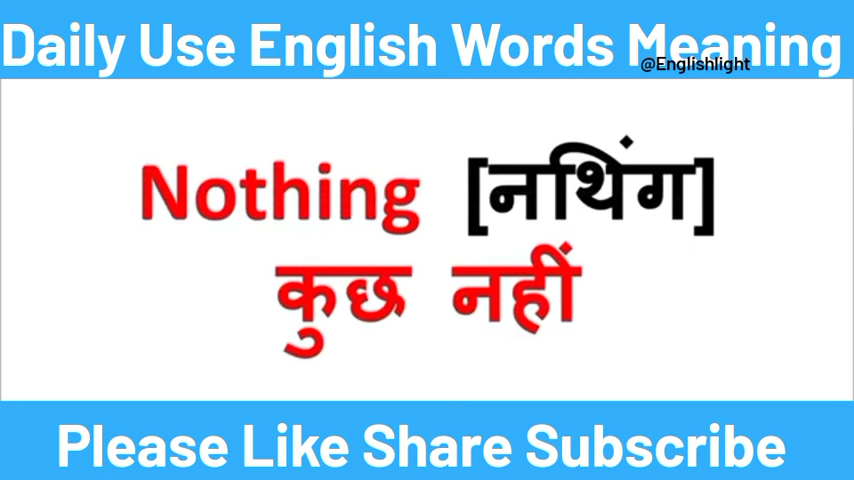 Daily Use English Words Meaning
@Englishlight
Nothing [नथिंग]
कुछ नहीं
Please Like Share Subscribe